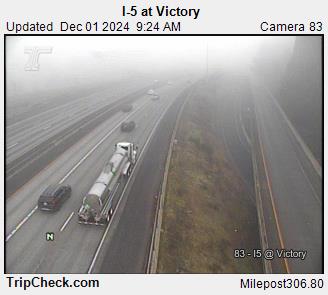 I-5 at Victory
Updated Dec 01 2024 9:24 AM Camera 83
N
83 - I5 @ Victory
TripCheck.com Milepost306.80